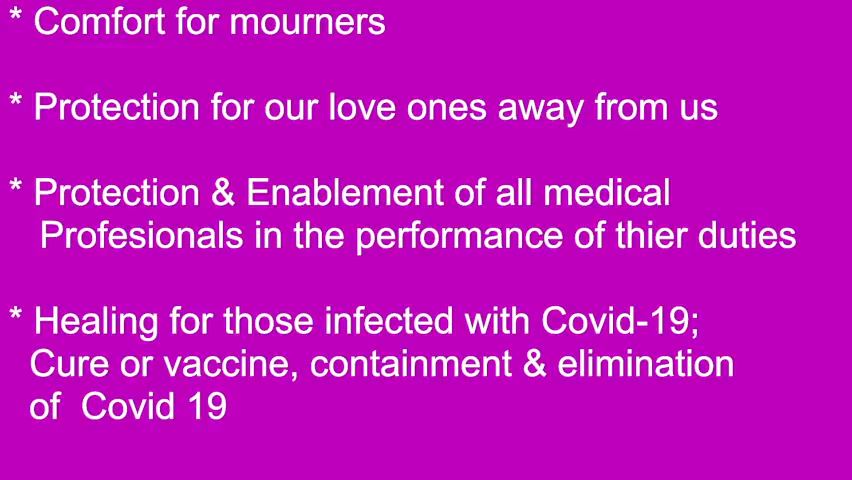 * Comfort for mourners
* Protection for our love ones away from us
* Protection & Enablement of all medical
Profesionals in the performance of thier duties
* Healing for those infected with Covid-19;
Cure or vaccine, containment & elimination
of  Covid 19